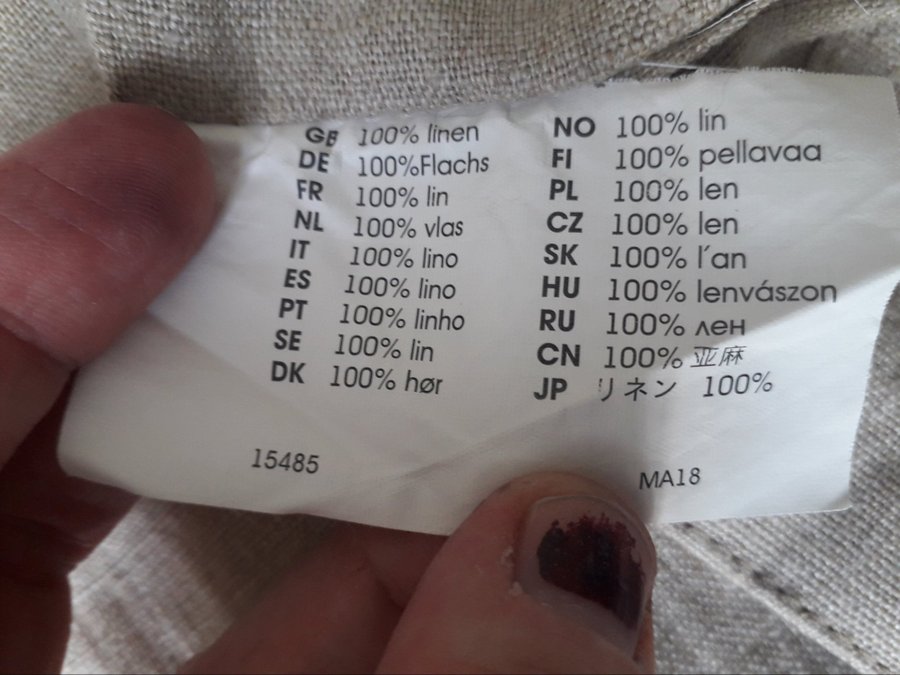 GB 100% linen
DE 100%Flachs
FR 100% lin
NL 100% vlas
IT 100% lino
ES 100% lino
PT 100% linho
SE 100% lin
DK 100% hør
15485
NO 100% lin
FI 100% pellavaa
PL 100% len
CZ 100% len
SK 100% l´an
HU 100% lenvászon
RU 100% лен
CN 100% 亚麻
JP リネン 100%
MA18